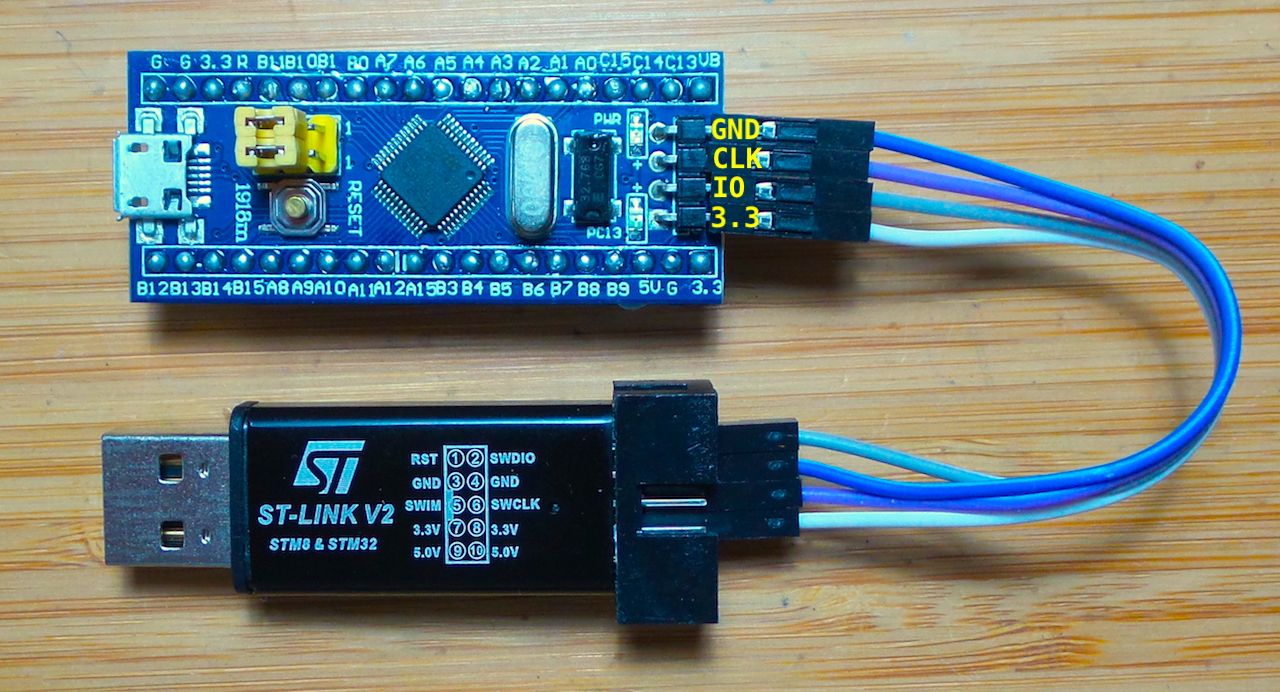 G G 3.3 R B11 B10 B1 B0 A7 A6 A5 A4 A3 A2 A1 A0 C15 C14 C13 VB
PWR
1
1
RESET
PC13
GND
CLK
IO
3.3
B12 B13 B14 B15 A8 A9 A10 A11 A12 A15 B3 B4 B5 B6 B7 B8 B9 5V G 3.3
ST
ST-LINK V2
STM8 & STM32
RST 1 2 SWDIO
GND 3 4 GND
SWIM 5 6 SWCLK
3.3V 7 8 3.3V
5.0V 9 10 5.0V